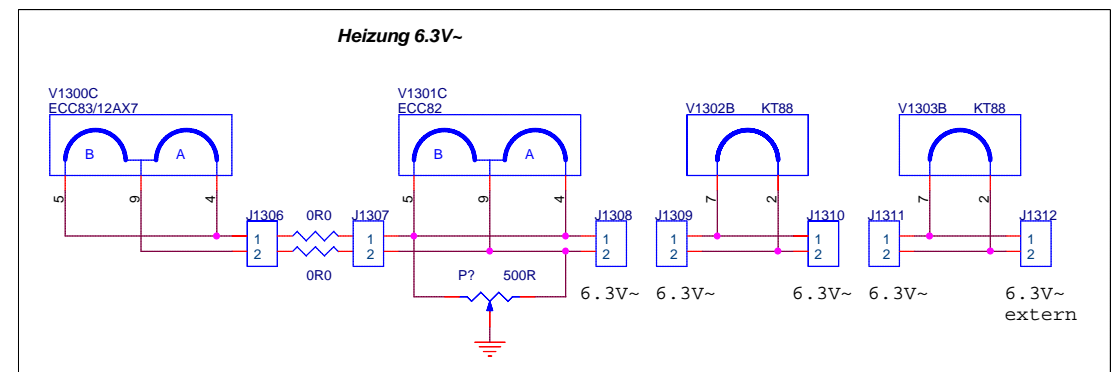 Heizung 6.3V~
V1300C
ECC83/12AX7
B A
5 9 4
V1301C
ECC82
B A
5 9 4
V1302B KT88
7 2
V1303B KT88
7 2
J1306 0R0 J1307 J1308 J1309 J1310 J1311 J1312
1 1 1 1 1 1 1
2 2 2 2 2 2 2
0R0 P? 500R
6.3V~ 6.3V~ 6.3V~ 6.3V~ 6.3V~
extern